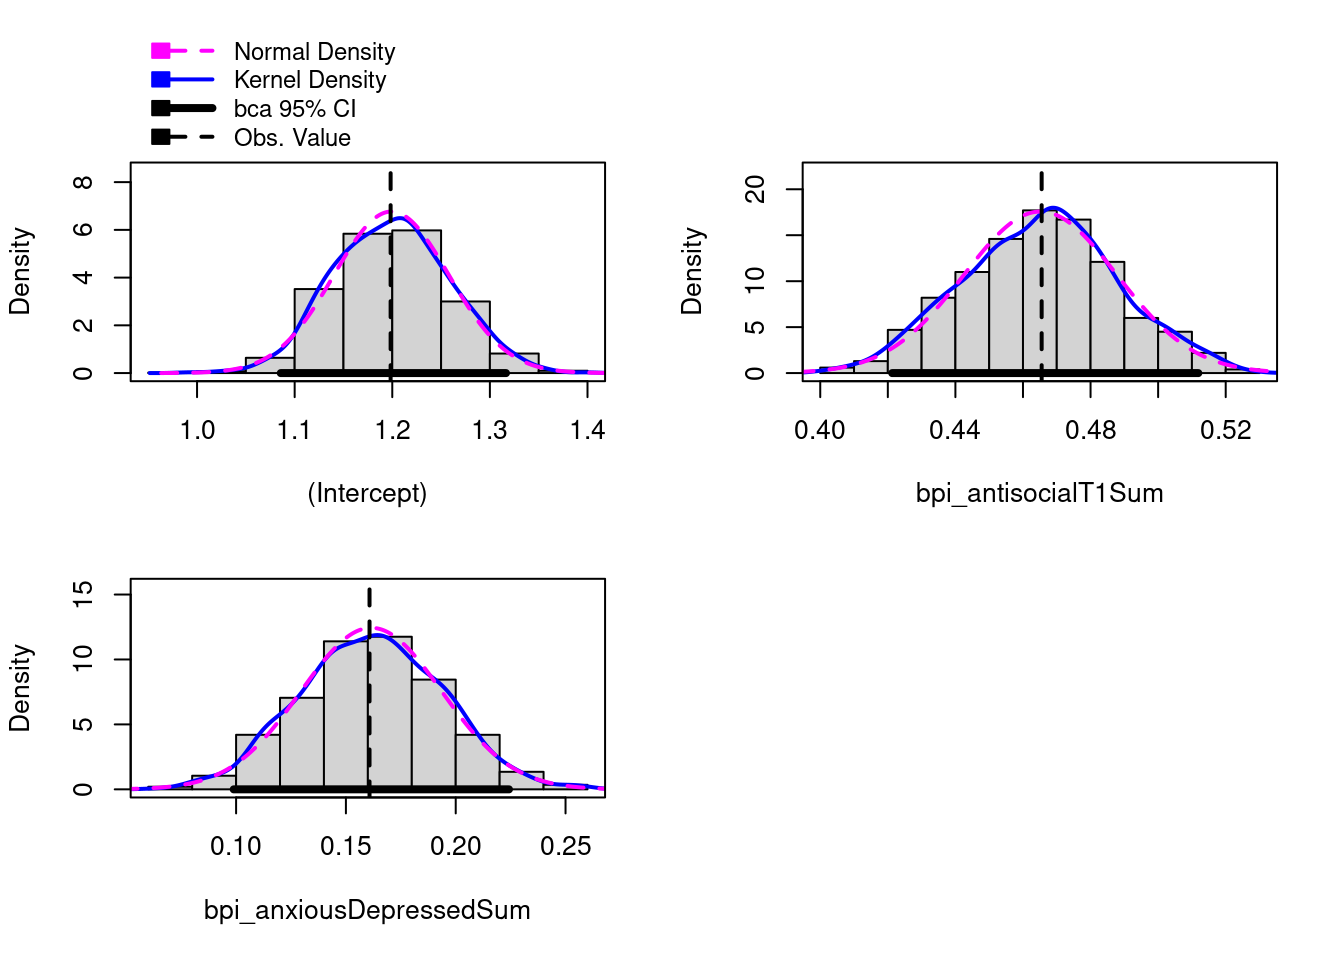 Normal Density
Kernel Density
bca 95% CI
Obs. Value
Density
0 2 4 6 8
1.0 1.1 1.2 1.3 1.4
(Intercept)
Density
0 5 10 20
0.40 0.44 0.48 0.52
bpi_antisocialT1Sum
Density
0 5 10 15
0.10 0.15 0.20 0.25
bpi_anxiousDepressedSum